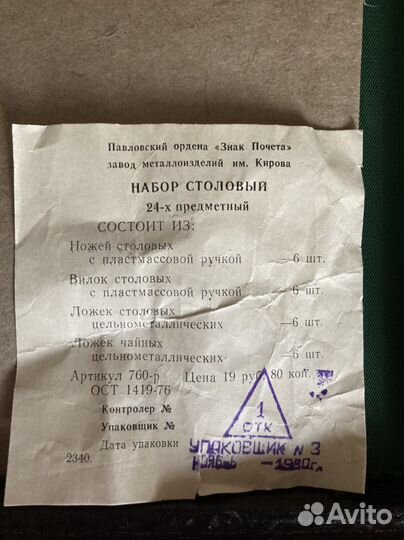 Павловский ордена «Знак Почета»
завод металлоизделий им. Кирова
НАБОР СТОЛОВЫЙ
24-х предметный
СОСТОИТ ИЗ:
Ножей столовых
с пластмассовой ручкой —6 шт.
Вилок столовых
с пластмассовой ручкой —6 шт.
Ложек столовых
цельнометаллических —6 шт.
Ложек чайных
цельнометаллических —6 шт.
Артикул 760-р Цена 19 руб. 80 коп.
ОСТ 1419-76
1
ОТК
Контролер №
Упаковщик №
Дата упаковки
УПАКОВЩИК N 3
НОЯБЬ —1980г.
2340.
Avito